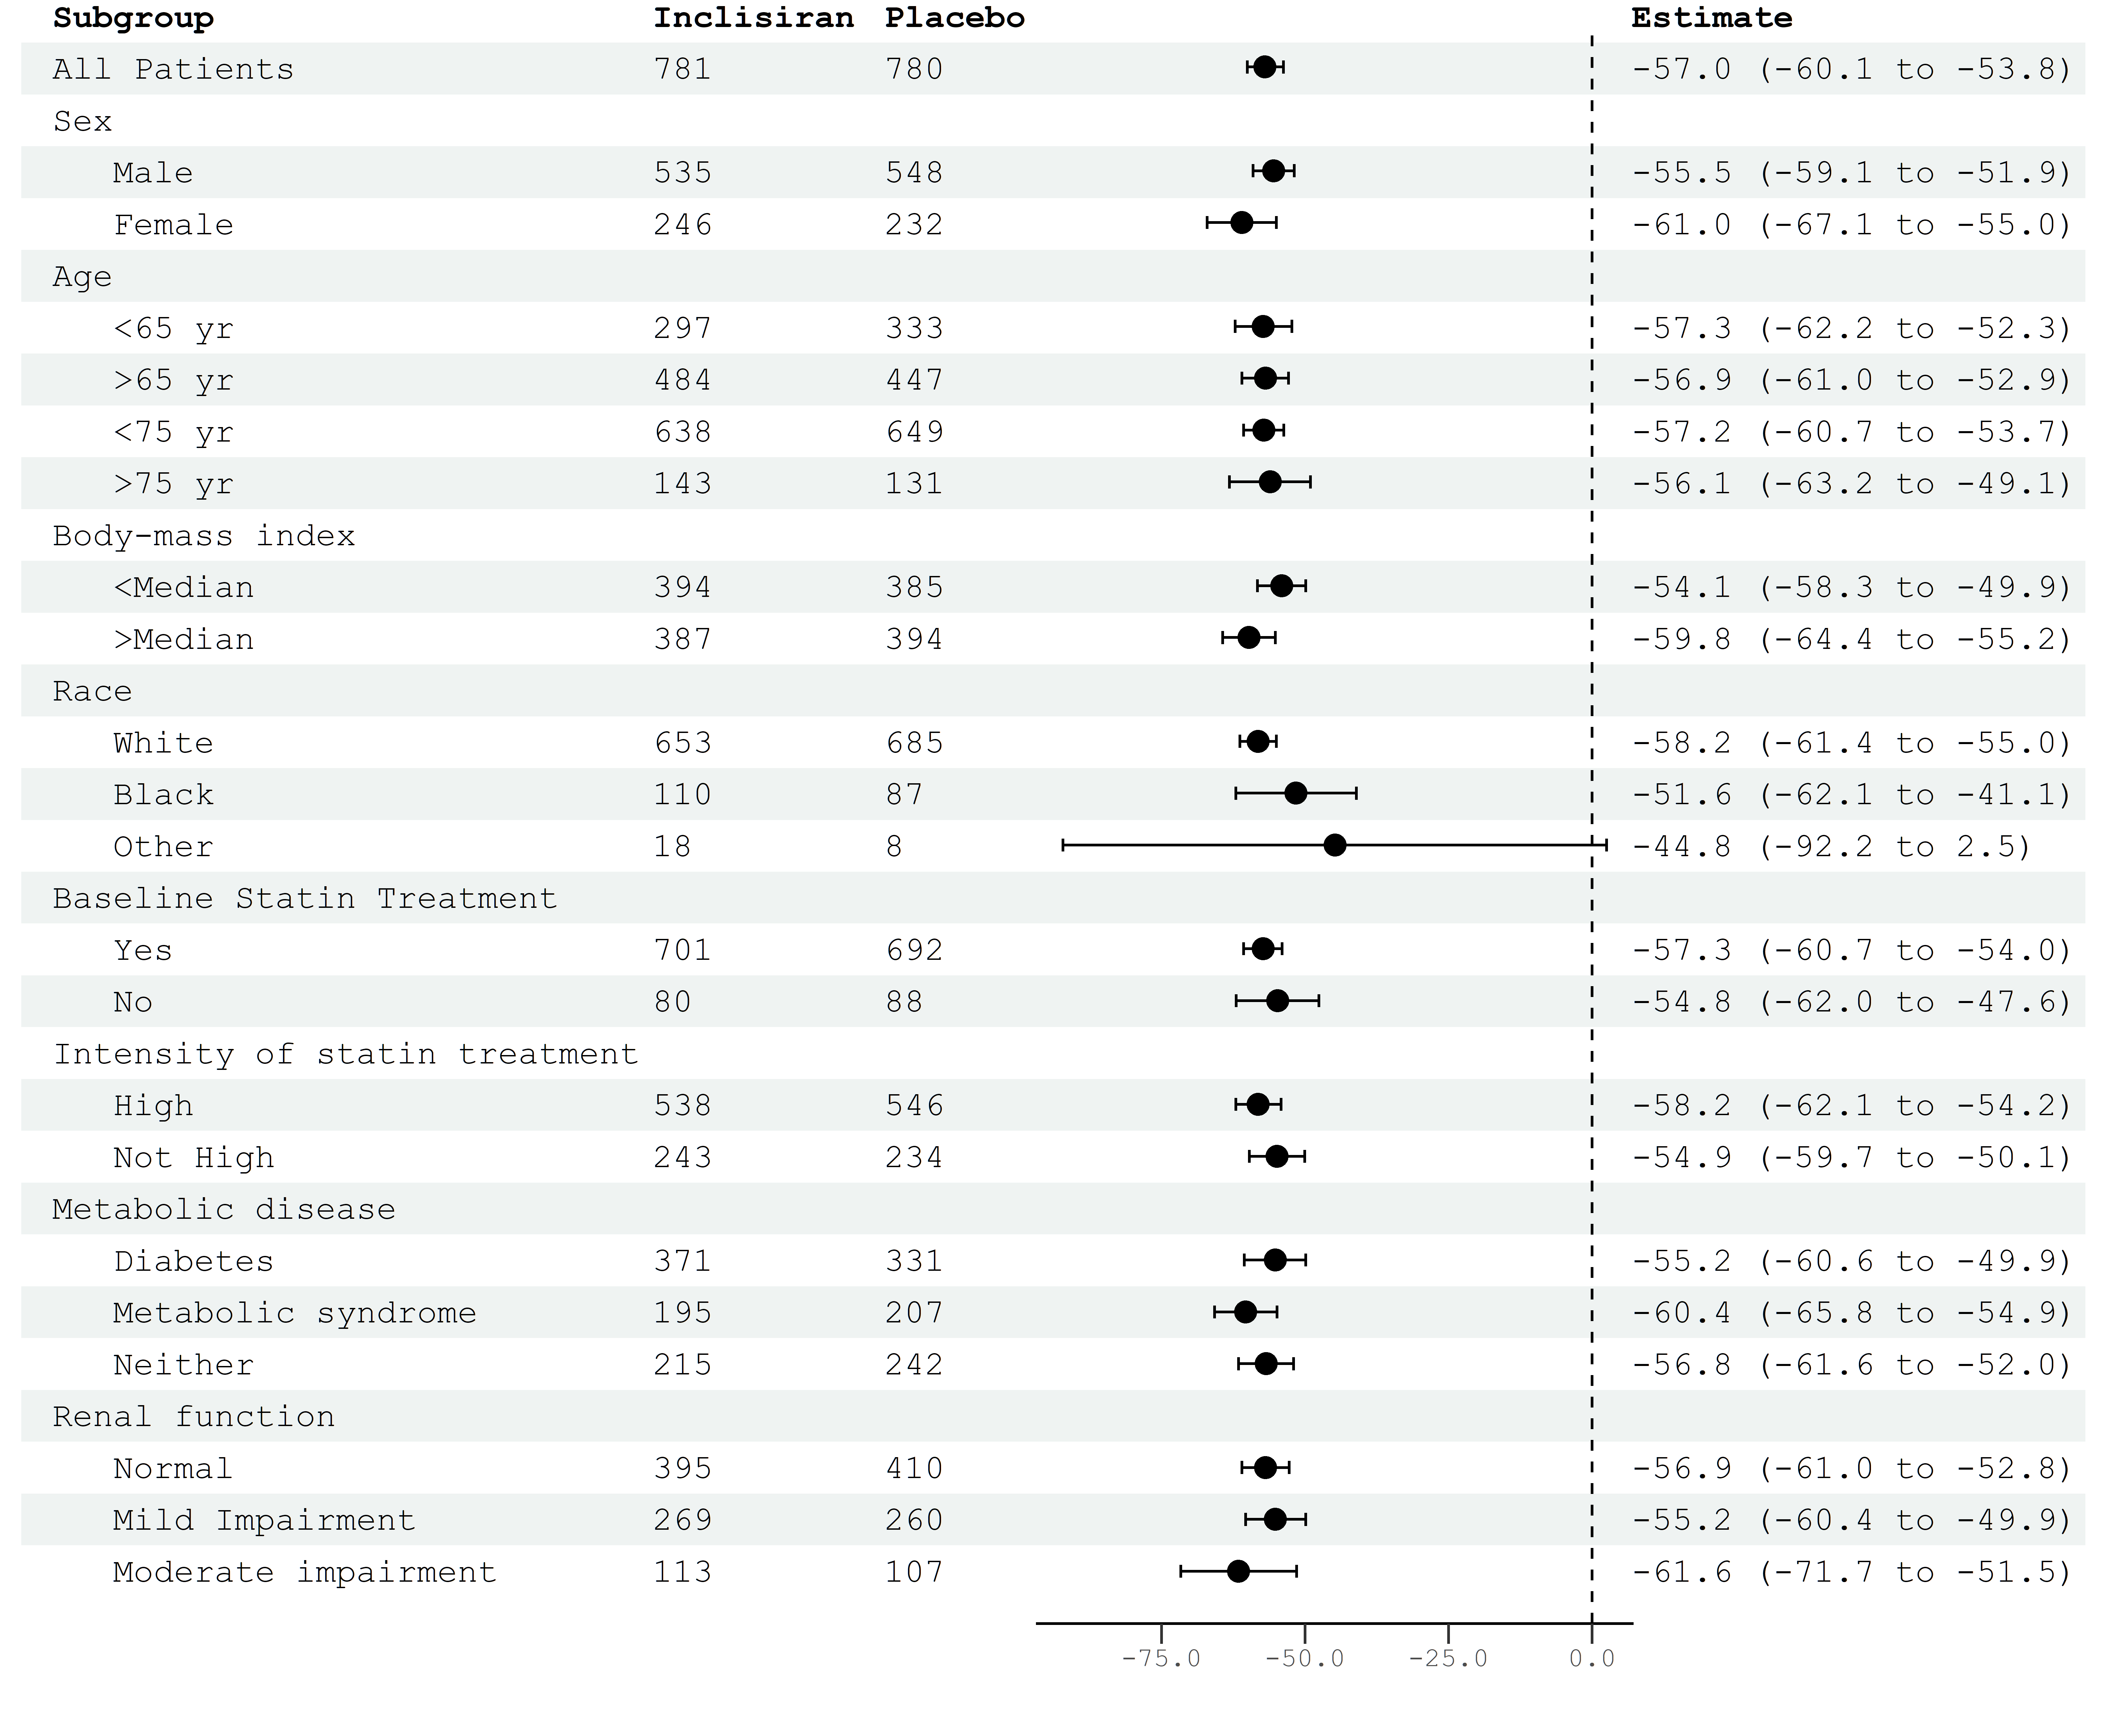 Subgroup Inclisiran Placebo Estimate
All Patients 781 780 -57.0 (-60.1 to -53.8)
Sex
Male 535 548 -55.5 (-59.1 to -51.9)
Female 246 232 -61.0 (-67.1 to -55.0)
Age
<65 yr 297 333 -57.3 (-62.2 to -52.3)
>65 yr 484 447 -56.9 (-61.0 to -52.9)
<75 yr 638 649 -57.2 (-60.7 to -53.7)
>75 yr 143 131 -56.1 (-63.2 to -49.1)
Body-mass index
<Median 394 385 -54.1 (-58.3 to -49.9)
>Median 387 394 -59.8 (-64.4 to -55.2)
Race
White 653 685 -58.2 (-61.4 to -55.0)
Black 110 87 -51.6 (-62.1 to -41.1)
Other 18 8 -44.8 (-92.2 to 2.5)
Baseline Statin Treatment
Yes 701 692 -57.3 (-60.7 to -54.0)
No 80 88 -54.8 (-62.0 to -47.6)
Intensity of statin treatment
High 538 546 -58.2 (-62.1 to -54.2)
Not High 243 234 -54.9 (-59.7 to -50.1)
Metabolic disease
Diabetes 371 331 -55.2 (-60.6 to -49.9)
Metabolic syndrome 195 207 -60.4 (-65.8 to -54.9)
Neither 215 242 -56.8 (-61.6 to -52.0)
Renal function
Normal 395 410 -56.9 (-61.0 to -52.8)
Mild Impairment 269 260 -55.2 (-60.4 to -49.9)
Moderate impairment 113 107 -61.6 (-71.7 to -51.5)
-75.0 -50.0 -25.0 0.0